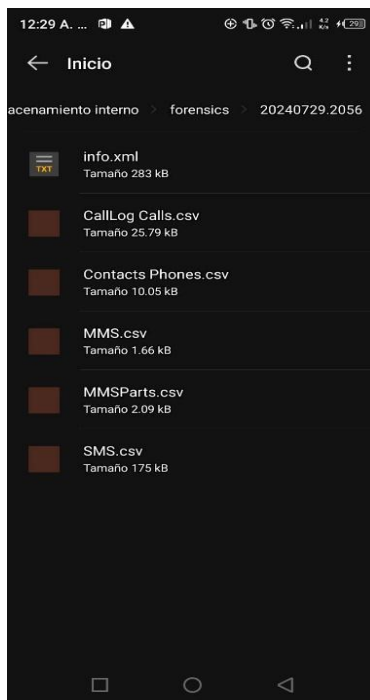 12:29 A. ...
Inicio
acenamiento interno > forensics > 20240729.2056
TXT
info.xml
Tamaño 283 kB
CallLog Calls.csv
Tamaño 25.79 kB
Contacts Phones.csv
Tamaño 10.05 kB
MMS.csv
Tamaño 1.66 kB
MMSParts.csv
Tamaño 2.09 kB
SMS.csv
Tamaño 175 kB